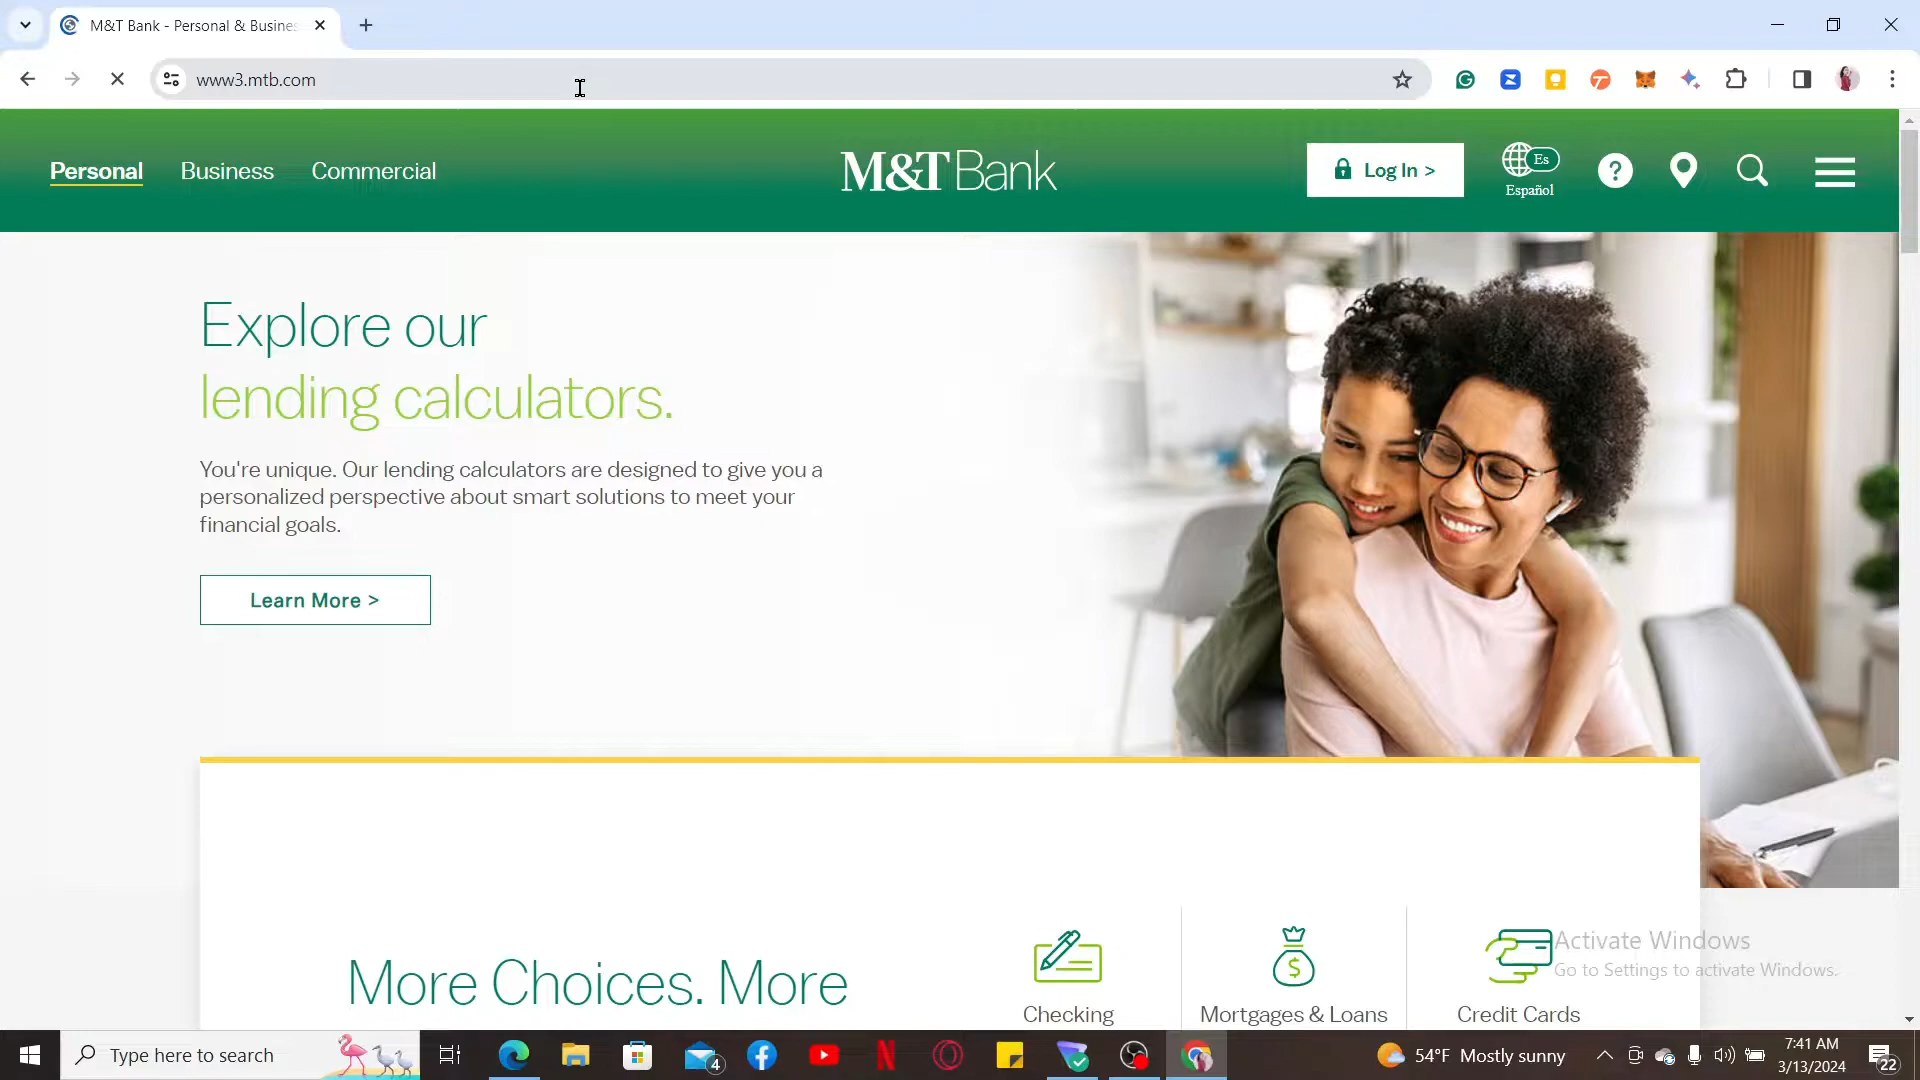 M&T Bank - Personal & Busines
www3.mtb.com
Personal Business Commercial
M&T Bank
Log In >
Es
Español
?
Explore our
lending calculators.
You're unique. Our lending calculators are designed to give you a
personalized perspective about smart solutions to meet your
financial goals.
Learn More >
More Choices. More
Checking
Mortgages & Loans
Credit Cards
Activate Windows
Go to Settings to activate Windows.
Type here to search
4
54°F Mostly sunny
7:41 AM
3/13/2024
22